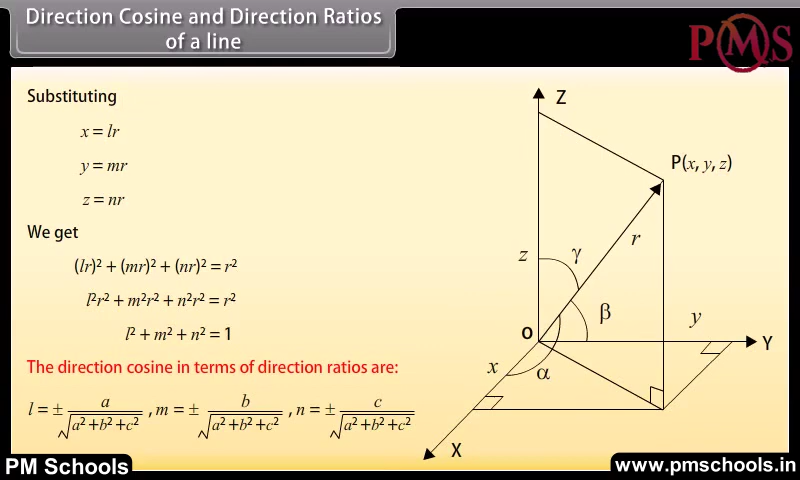 Direction Cosine and Direction Ratios
of a line
PMS
Substituting
x = lr
y = mr
z = nr
We get
(lr)² + (mr)² + (nr)² = r²
l²r² + m²r² + n²r² = r²
l² + m² + n² = 1
The direction cosine in terms of direction ratios are:
l = ± a / √(a²+b²+c²) , m = ± b / √(a²+b²+c²) , n = ± c / √(a²+b²+c²)
Z
P(x, y, z)
r
z
γ
β
y
O
Y
x
α
X
PM Schools
www.pmschools.in